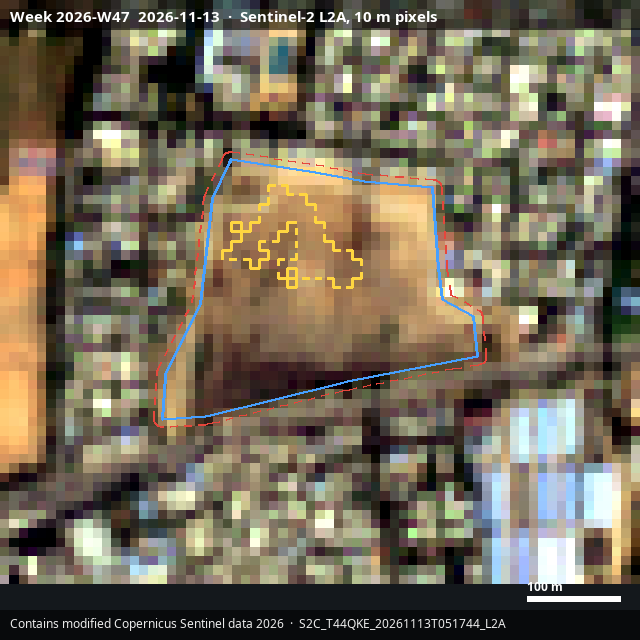 Week 2026-W47  2026-11-13  ·  Sentinel-2 L2A, 10 m pixels
100 m
Contains modified Copernicus Sentinel data 2026  ·  S2C_T44QKE_20261113T051744_L2A